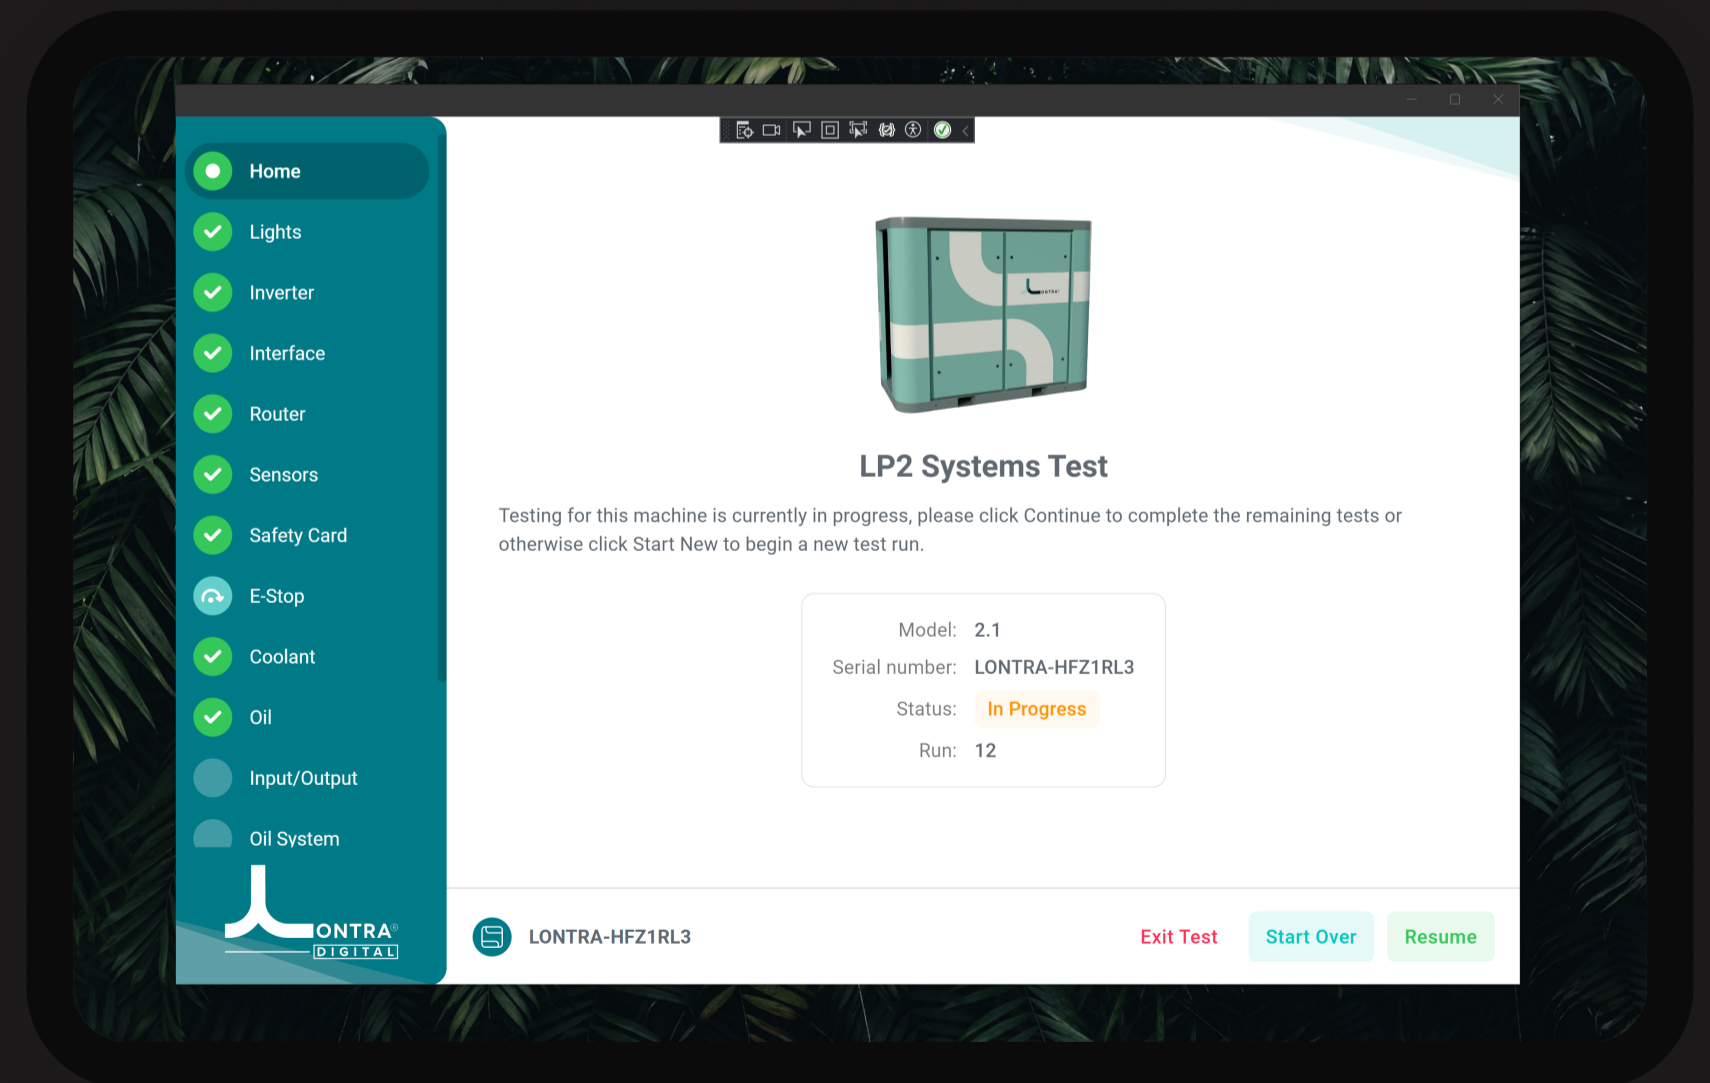 Home
Lights
Inverter
Interface
Router
Sensors
Safety Card
E-Stop
Coolant
Oil
Input/Output
Oil System
ONTRA®
DIGITAL
LONTRA
LP2 Systems Test
Testing for this machine is currently in progress, please click Continue to complete the remaining tests or
otherwise click Start New to begin a new test run.
Model: 2.1
Serial number: LONTRA-HFZ1RL3
Status: In Progress
Run: 12
LONTRA-HFZ1RL3
Exit Test
Start Over
Resume